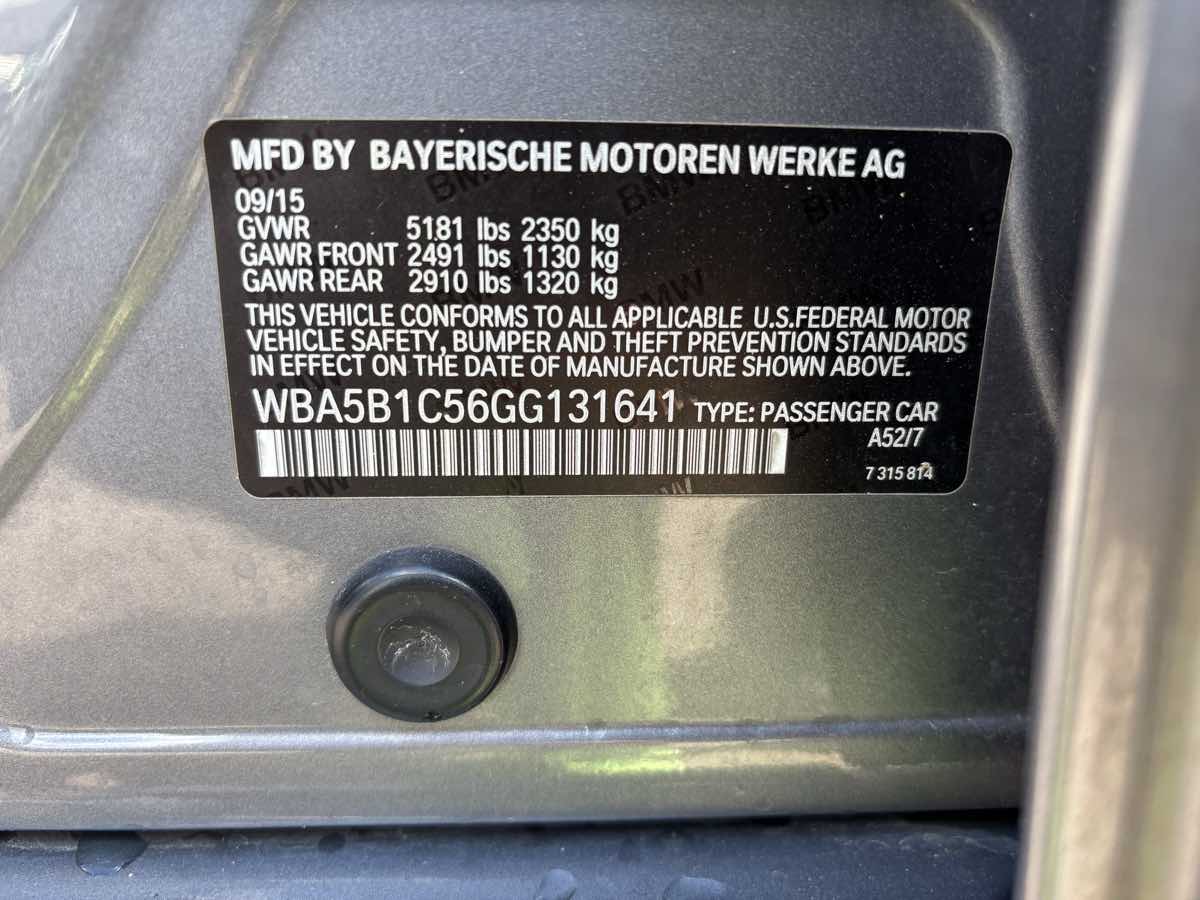 MFD BY BAYERISCHE MOTOREN WERKE AG
09/15
GVWR 5181 lbs 2350 kg
GAWR FRONT 2491 lbs 1130 kg
GAWR REAR 2910 lbs 1320 kg
THIS VEHICLE CONFORMS TO ALL APPLICABLE U.S.FEDERAL MOTOR
VEHICLE SAFETY, BUMPER AND THEFT PREVENTION STANDARDS
IN EFFECT ON THE DATE OF MANUFACTURE SHOWN ABOVE.
WBA5B1C56GG131641 TYPE: PASSENGER CAR
A52/7
7 315 814